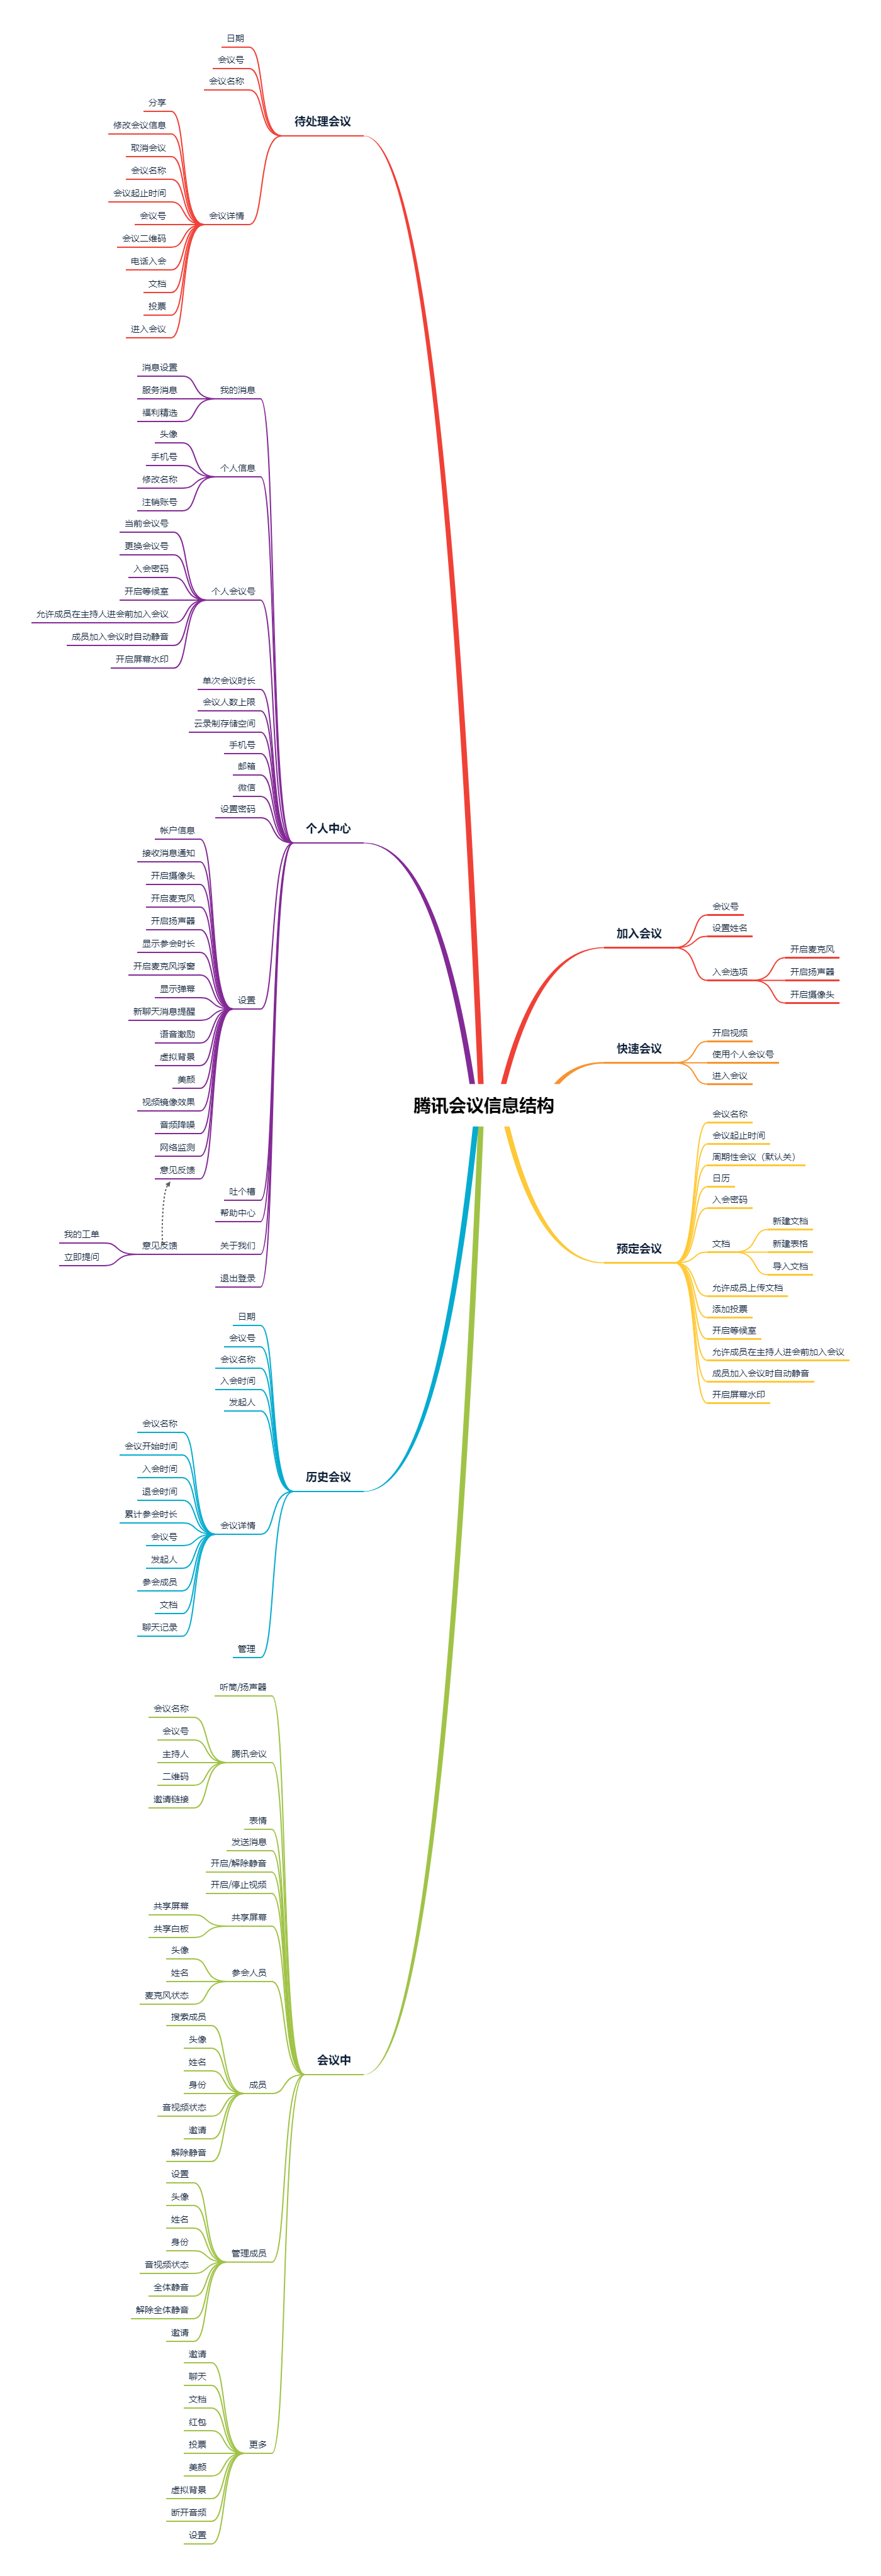 腾讯会议信息结构
加入会议
会议号
设置姓名
入会选项
开启麦克风
开启扬声器
开启摄像头
快速会议
开启视频
使用个人会议号
进入会议
预定会议
会议名称
会议起止时间
周期性会议（默认关）
日历
入会密码
文档
新建文档
新建表格
导入文档
允许成员上传文档
添加投票
开启等候室
允许成员在主持人进会前加入会议
成员加入会议时自动静音
开启屏幕水印
待处理会议
日期
会议号
会议名称
会议详情
分享
修改会议信息
取消会议
会议名称
会议起止时间
会议号
会议二维码
电话入会
文档
投票
进入会议
个人中心
我的消息
消息设置
服务消息
福利精选
个人信息
头像
手机号
修改名称
注销账号
个人会议号
当前会议号
更换会议号
入会密码
开启等候室
允许成员在主持人进会前加入会议
成员加入会议时自动静音
开启屏幕水印
单次会议时长
会议人数上限
云录制存储空间
手机号
邮箱
微信
设置密码
设置
帐户信息
接收消息通知
开启摄像头
开启麦克风
开启扬声器
显示参会时长
开启麦克风浮窗
显示弹幕
新聊天消息提醒
语音激励
虚拟背景
美颜
视频镜像效果
音频降噪
网络监测
意见反馈
吐个槽
帮助中心
关于我们
意见反馈
我的工单
立即提问
退出登录
历史会议
日期
会议号
会议名称
入会时间
发起人
会议详情
会议名称
会议开始时间
入会时间
退会时间
累计参会时长
会议号
发起人
参会成员
文档
聊天记录
管理
会议中
听筒/扬声器
腾讯会议
会议名称
会议号
主持人
二维码
邀请链接
表情
发送消息
开启/解除静音
开启/停止视频
共享屏幕
共享屏幕
共享白板
参会人员
头像
姓名
麦克风状态
成员
搜索成员
头像
姓名
身份
音视频状态
邀请
解除静音
管理成员
设置
头像
姓名
身份
音视频状态
全体静音
解除全体静音
邀请
更多
邀请
聊天
文档
红包
投票
美颜
虚拟背景
断开音频
设置